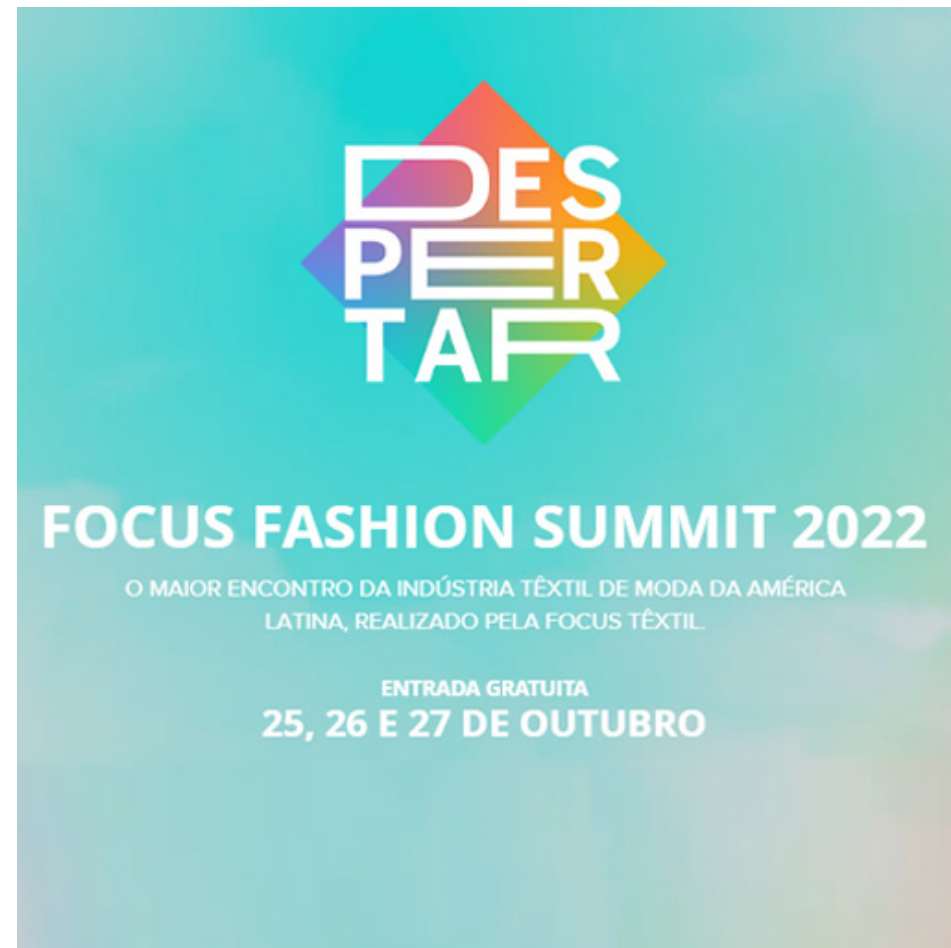 DES
PER
TAR
FOCUS FASHION SUMMIT 2022
O MAIOR ENCONTRO DA INDÚSTRIA TÊXTIL DE MODA DA AMÉRICA
LATINA, REALIZADO PELA FOCUS TÊXTIL.
ENTRADA GRATUITA
25, 26 E 27 DE OUTUBRO